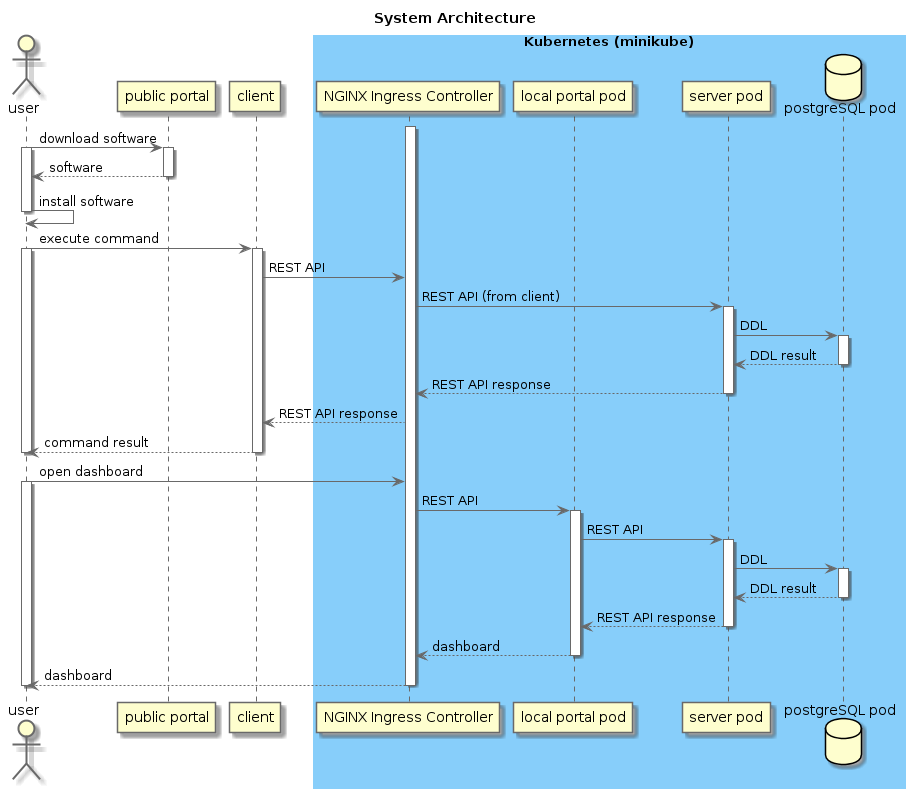 System Architecture
Kubernetes (minikube)
user
public portal
client
NGINX Ingress Controller
local portal pod
server pod
postgreSQL pod
download software
software
install software
execute command
REST API
REST API (from client)
DDL
DDL result
REST API response
REST API response
command result
open dashboard
REST API
REST API
DDL
DDL result
REST API response
dashboard
dashboard
user
public portal
client
NGINX Ingress Controller
local portal pod
server pod
postgreSQL pod